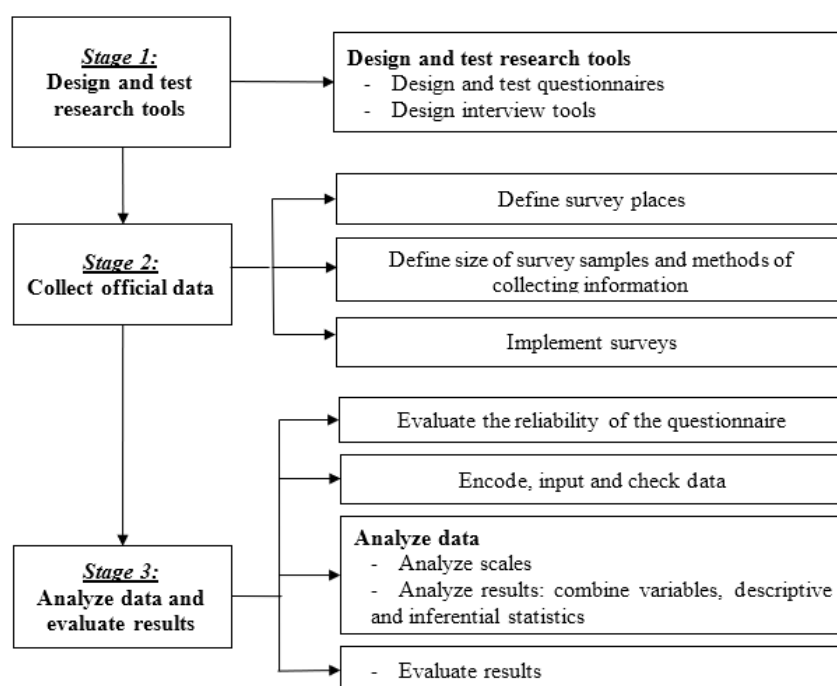 Stage 1:
Design and test
research tools
Design and test research tools
- Design and test questionnaires
- Design interview tools
Stage 2:
Collect official data
Define survey places
Define size of survey samples and methods of
collecting information
Implement surveys
Stage 3:
Analyze data and
evaluate results
Evaluate the reliability of the questionnaire
Encode, input and check data
Analyze data
- Analyze scales
- Analyze results: combine variables, descriptive
and inferential statistics
- Evaluate results